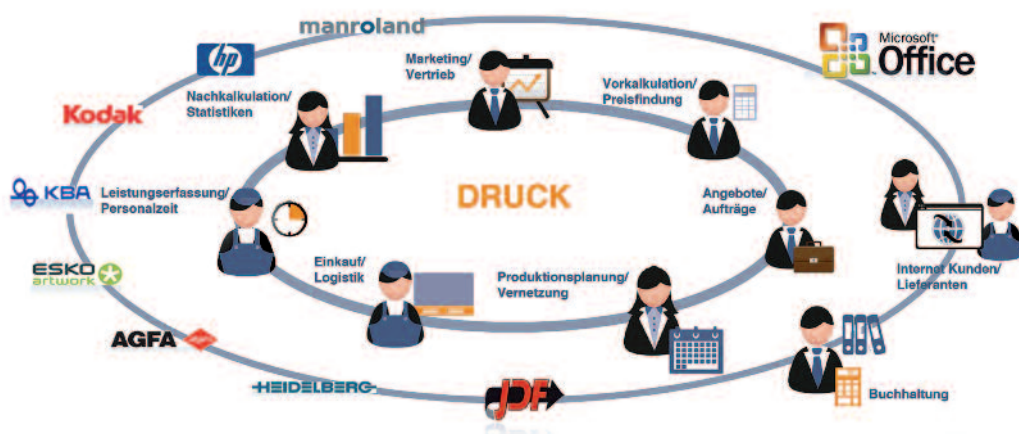 manroland
Microsoft
Office
hp
Marketing/
Vertrieb
Vorkalkulation/
Preisfindung
Nachkalkulation/
Statistiken
Kodak
KBA
Leistungserfassung/
Personalzeit
DRUCK
Angebote/
Aufträge
Einkauf/
Logistik
Produktionsplanung/
Vernetzung
Internet Kunden/
Lieferanten
ESKO
artwork
AGFA
HEIDELBERG
JDF
Buchhaltung